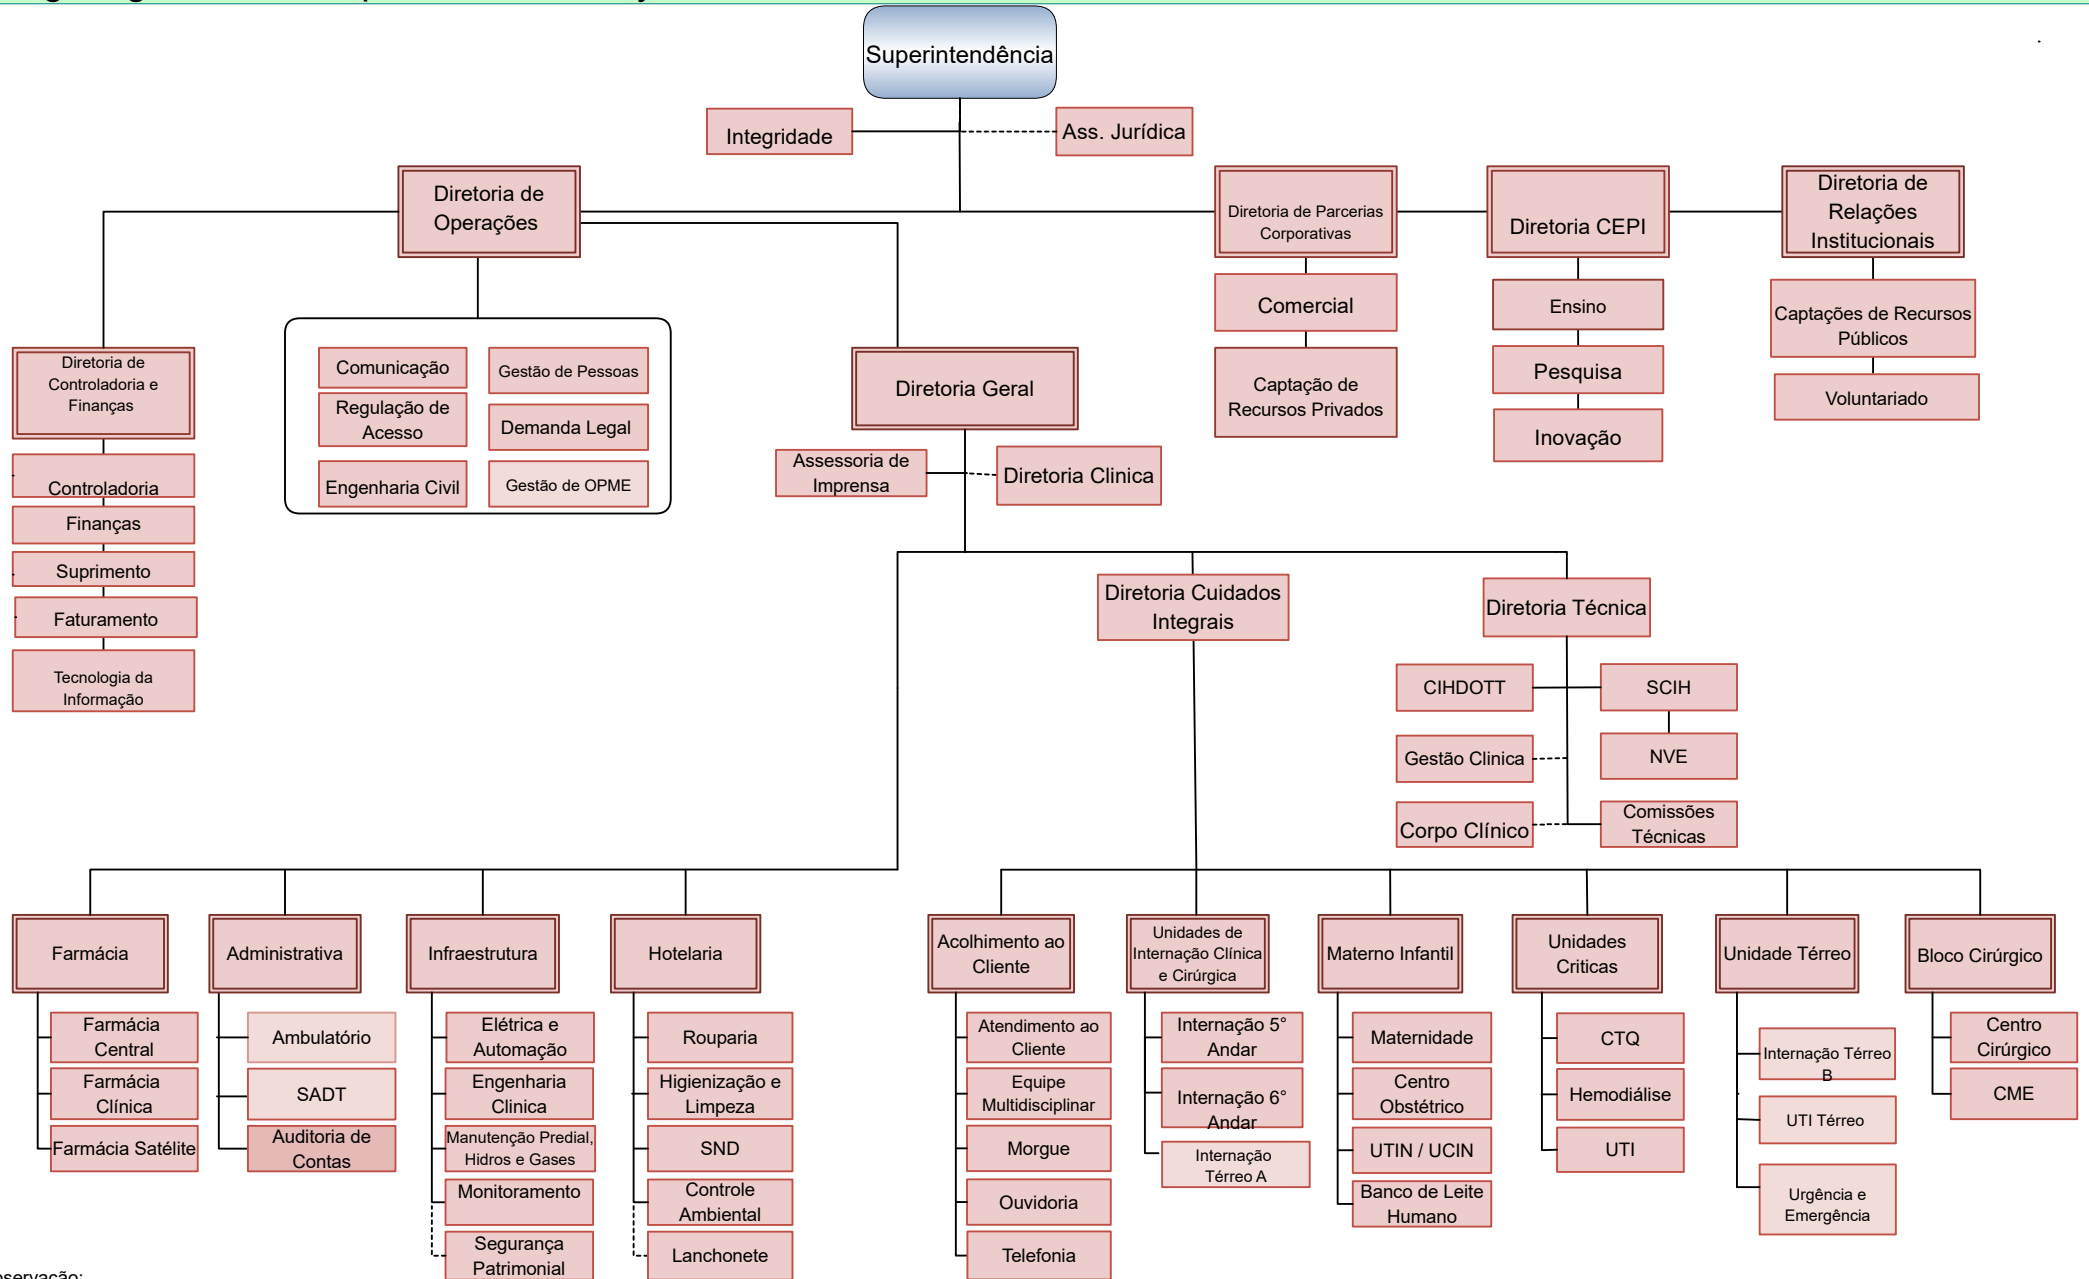 Superintendência
Integridade
Ass. Jurídica
Diretoria de
Operações
Diretoria de Parcerias
Corporativas
Diretoria CEPI
Diretoria de
Relações
Institucionais
Comercial
Captação de
Recursos Privados
Ensino
Pesquisa
Inovação
Captações de Recursos
Públicos
Voluntariado
Diretoria de
Controladoria e
Finanças
Controladoria
Finanças
Suprimento
Faturamento
Tecnologia da
Informação
Comunicação
Gestão de Pessoas
Regulação de
Acesso
Demanda Legal
Engenharia Civil
Gestão de OPME
Diretoria Geral
Assessoria de
Imprensa
Diretoria Clinica
Diretoria Cuidados
Integrais
Diretoria Técnica
CIHDOTT
SCIH
Gestão Clinica
NVE
Corpo Clínico
Comissões
Técnicas
Farmácia
Farmácia
Central
Farmácia
Clínica
Farmácia Satélite
Administrativa
Ambulatório
SADT
Auditoria de
Contas
Infraestrutura
Elétrica e
Automação
Engenharia
Clinica
Manutenção Predial,
Hidros e Gases
Monitoramento
Segurança
Patrimonial
Hotelaria
Rouparia
Higienização e
Limpeza
SND
Controle
Ambiental
Lanchonete
Acolhimento ao
Cliente
Atendimento ao
Cliente
Equipe
Multidisciplinar
Morgue
Ouvidoria
Telefonia
Unidades de
Internação Clínica
e Cirúrgica
Internação 5°
Andar
Internação 6°
Andar
Internação
Térreo A
Materno Infantil
Maternidade
Centro
Obstétrico
UTIN / UCIN
Banco de Leite
Humano
Unidades
Criticas
CTQ
Hemodiálise
UTI
Unidade Térreo
Internação Térreo
B
UTI Térreo
Urgência e
Emergência
Bloco Cirúrgico
Centro
Cirúrgico
CME